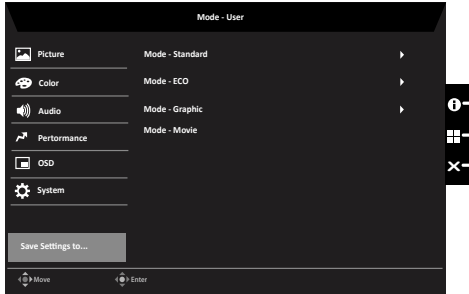 Mode - User
Picture
Mode - Standard
Color
Mode - ECO
Audio
Mode - Graphic
Pertormance
Mode - Movie
OSD
System
Save Settings to...
Move
Enter